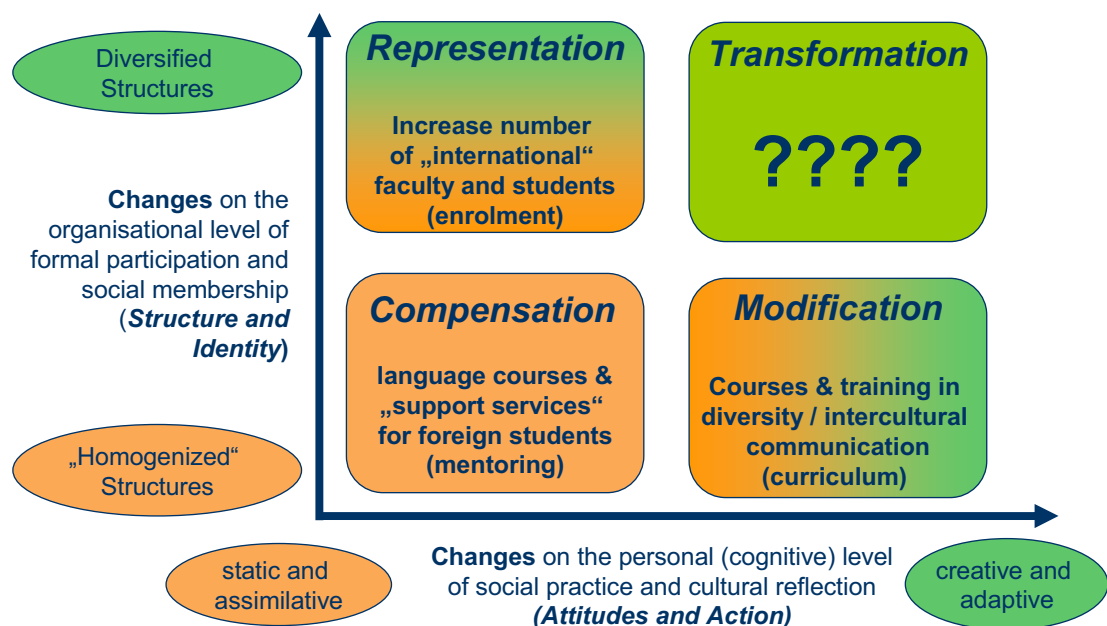 Diversified
Structures
Representation
Increase number
of „international“
faculty and students
(enrolment)
Transformation
????
Changes on the
organisational level of
formal participation and
social membership
(Structure and
Identity)
Compensation
language courses &
„support services“
for foreign students
(mentoring)
Modification
Courses & training in
diversity / intercultural
communication
(curriculum)
„Homogenized“
Structures
static and
assimilative
Changes on the personal (cognitive) level
of social practice and cultural reflection
(Attitudes and Action)
creative and
adaptive